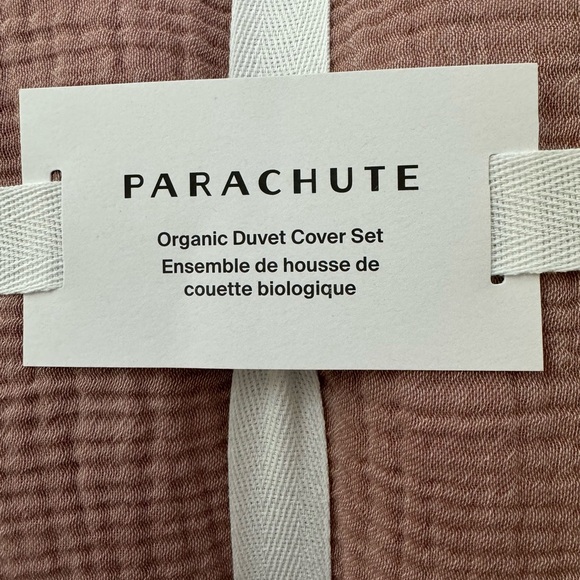 PARACHUTE
Organic Duvet Cover Set
Ensemble de housse de
couette biologique